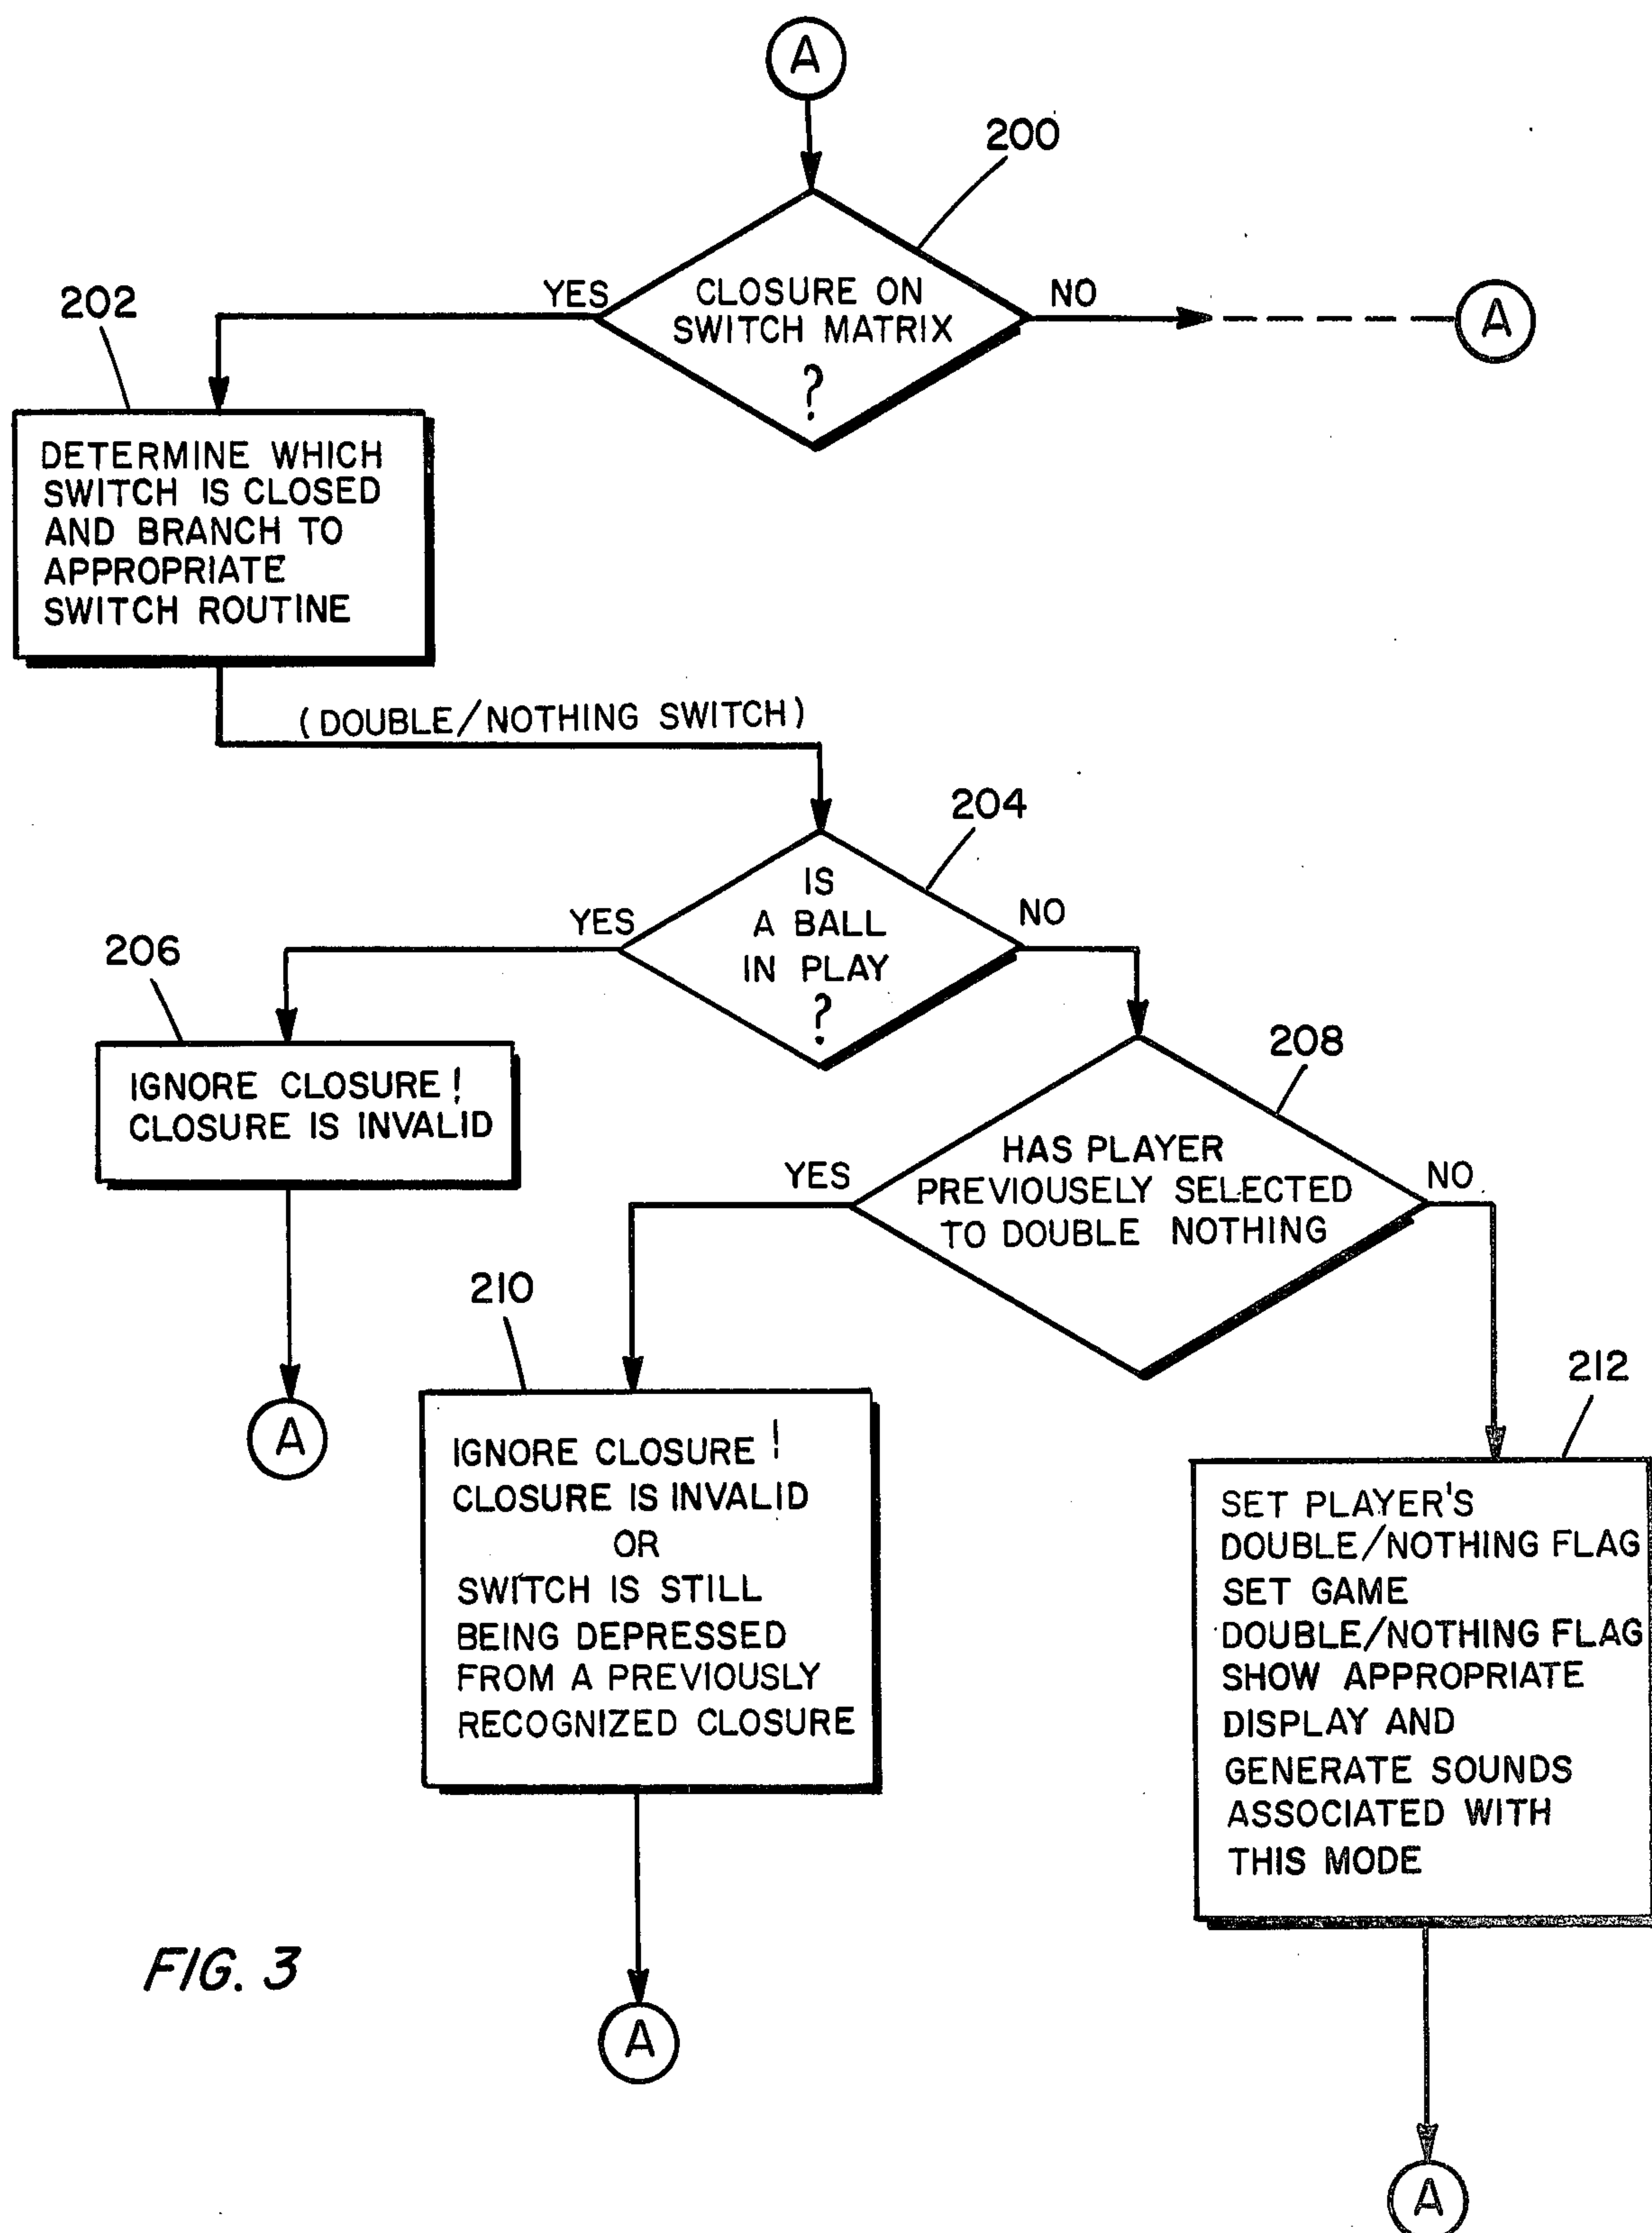 A
200
YES
CLOSURE ON
SWITCH MATRIX
?
NO
A
202
DETERMINE WHICH
SWITCH IS CLOSED
AND BRANCH TO
APPROPRIATE
SWITCH ROUTINE
(DOUBLE/NOTHING SWITCH)
204
IS
A BALL
IN PLAY
?
YES
NO
206
IGNORE CLOSURE!
CLOSURE IS INVALID
A
208
HAS PLAYER
PREVIOUSELY SELECTED
TO DOUBLE NOTHING
YES
NO
210
IGNORE CLOSURE!
CLOSURE IS INVALID
OR
SWITCH IS STILL
BEING DEPRESSED
FROM A PREVIOUSLY
RECOGNIZED CLOSURE
A
212
SET PLAYER'S
DOUBLE/NOTHING FLAG
SET GAME
DOUBLE/NOTHING FLAG
SHOW APPROPRIATE
DISPLAY AND
GENERATE SOUNDS
ASSOCIATED WITH
THIS MODE
A
FIG. 3